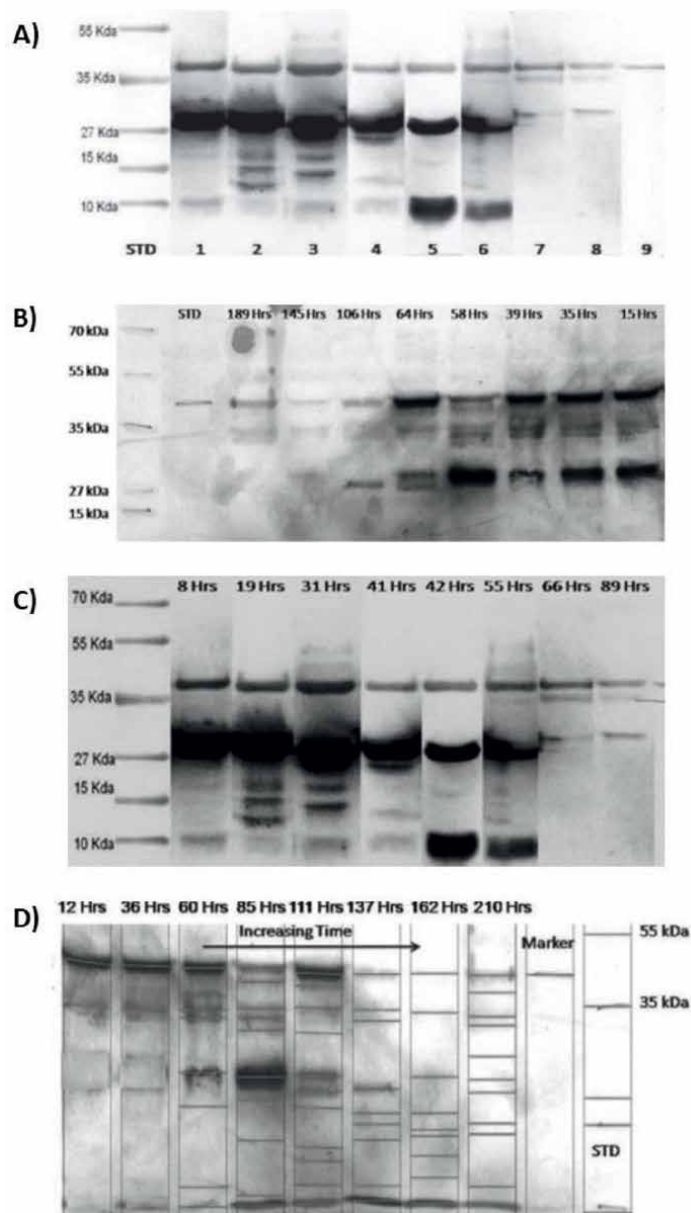 A)
55 Kda
35 Kda
27 Kda
15 Kda
10 Kda
STD 1 2 3 4 5 6 7 8 9
B)
STD 189 Hrs 145 Hrs 106 Hrs 64 Hrs 58 Hrs 39 Hrs 35 Hrs 15 Hrs
70 kDa
55 kDa
35 kDa
27 kDa
15 kDa
C)
8 Hrs 19 Hrs 31 Hrs 41 Hrs 42 Hrs 55 Hrs 66 Hrs 89 Hrs
70 Kda
55 Kda
35 Kda
27 Kda
15 Kda
10 Kda
D)
12 Hrs 36 Hrs 60 Hrs 85 Hrs 111 Hrs 137 Hrs 162 Hrs 210 Hrs
Increasing Time
Marker
55 kDa
35 kDa
STD